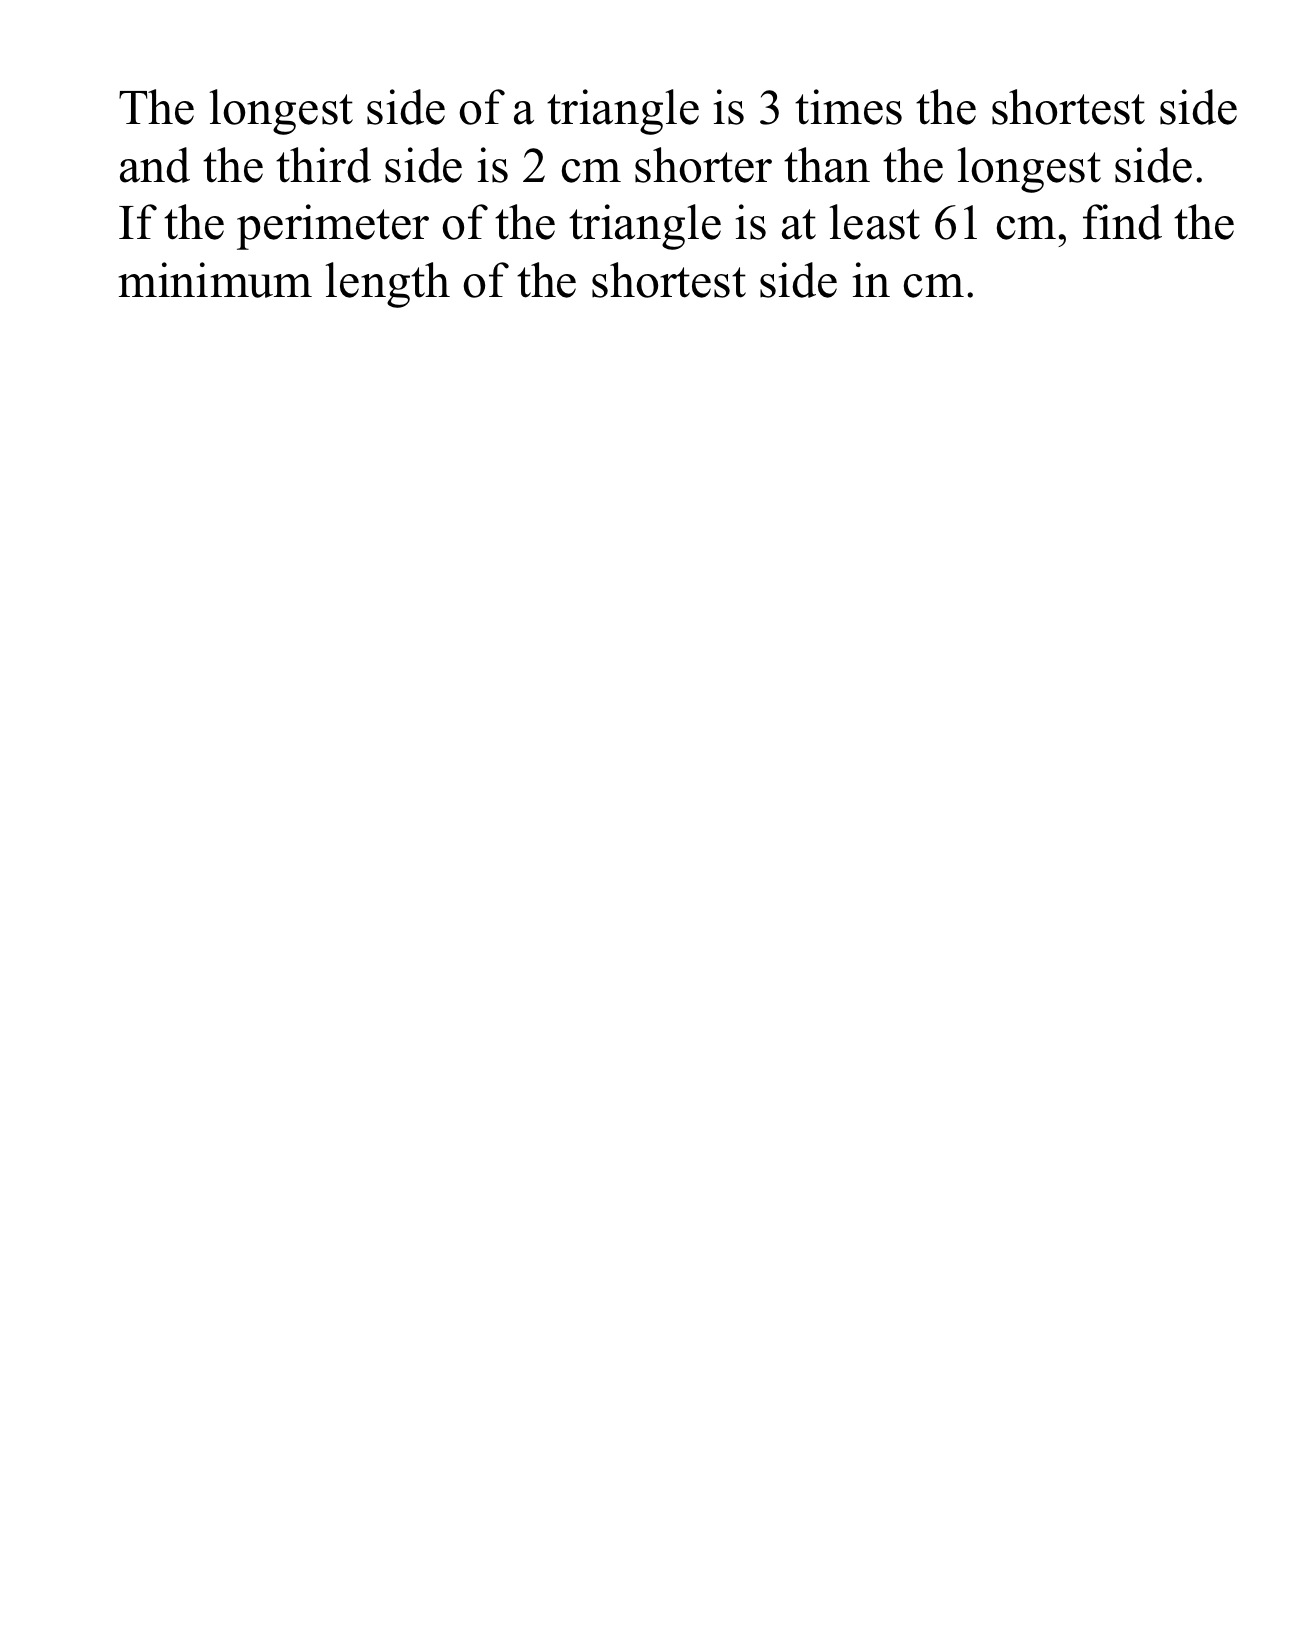 The longest side of a triangle is 3 times the shortest side
and the third side is 2 cm shorter than the longest side.
If the perimeter of the triangle is at least 61 cm, find the
minimum length of the shortest side in cm.